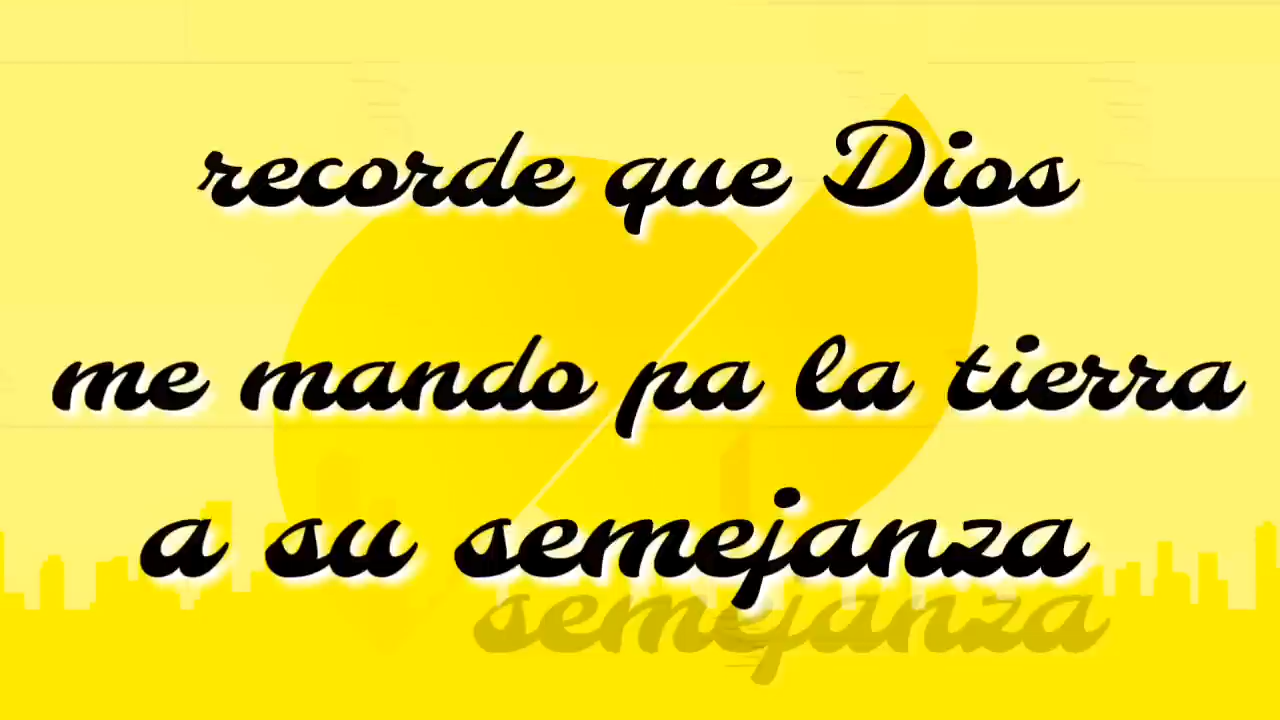 recorde que Dios
me mando pa la tierra
a su semejanza
semejanza